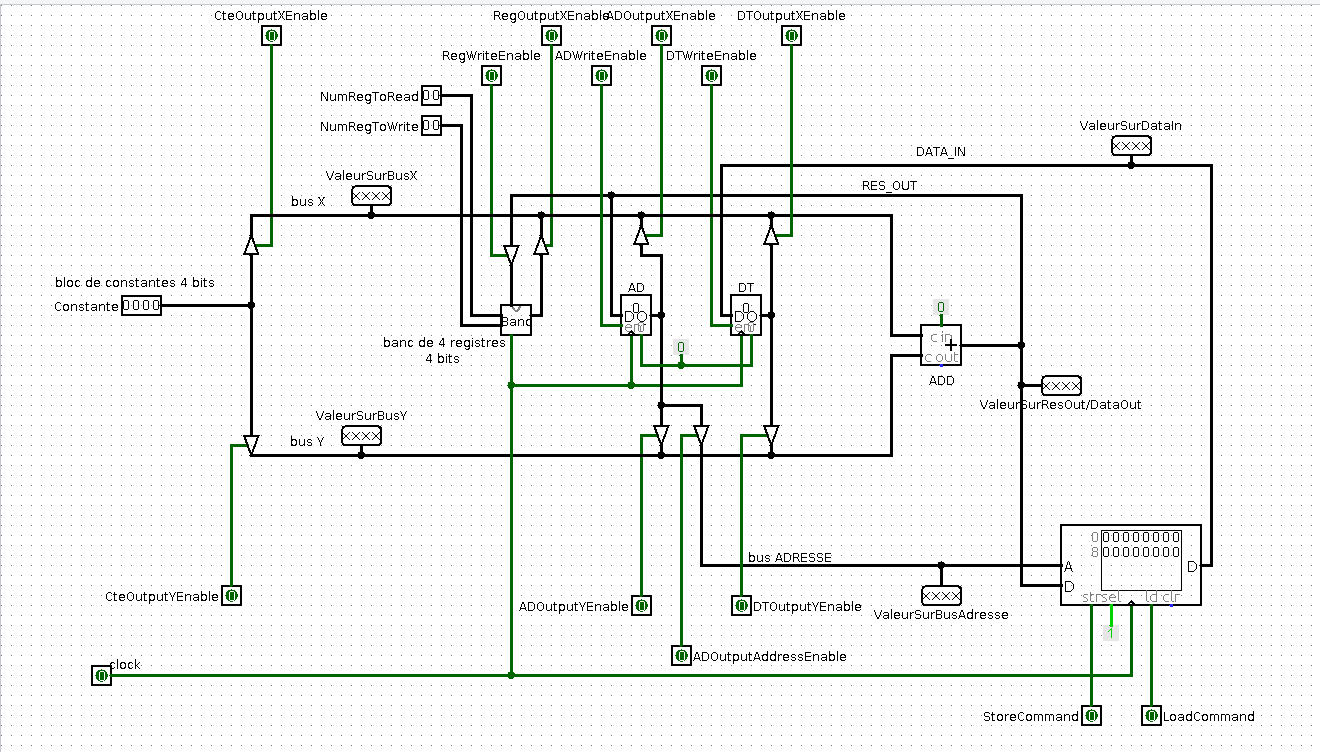 CteOutputXEnable
RegOutputXEnable
ADOutputXEnable
DTOutputXEnable
0
0
0
0
RegWriteEnable
ADWriteEnable
DTWriteEnable
0
0
0
NumRegToRead 00
NumRegToWrite 00
ValeurSurDataIn
xxxx
DATA_IN
ValeurSurBusX
xxxx
RES_OUT
bus X
bloc de constantes 4 bits
Constante 0000
AD
DT
0
0
D Q
D Q
en
en
Banc
banc de 4 registres
4 bits
0
0
c in
+
c out
ADD
xxxx
ValeurSurResOut/DataOut
ValeurSurBusY
xxxx
bus Y
bus ADRESSE
0 00000000
8 00000000
A
D
D
str sel ld clr
1
CteOutputYEnable 0
ADOutputYEnable 0
0 DTOutputYEnable
xxxx
ValeurSurBusAdresse
0 ADOutputAddressEnable
clock
0
StoreCommand 0
0 LoadCommand